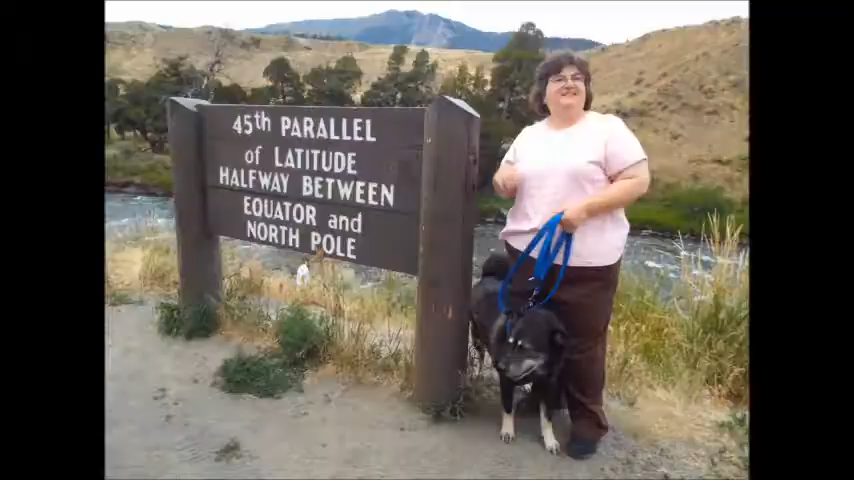 45th PARALLEL
of LATITUDE
HALFWAY BETWEEN
EQUATOR and
NORTH POLE